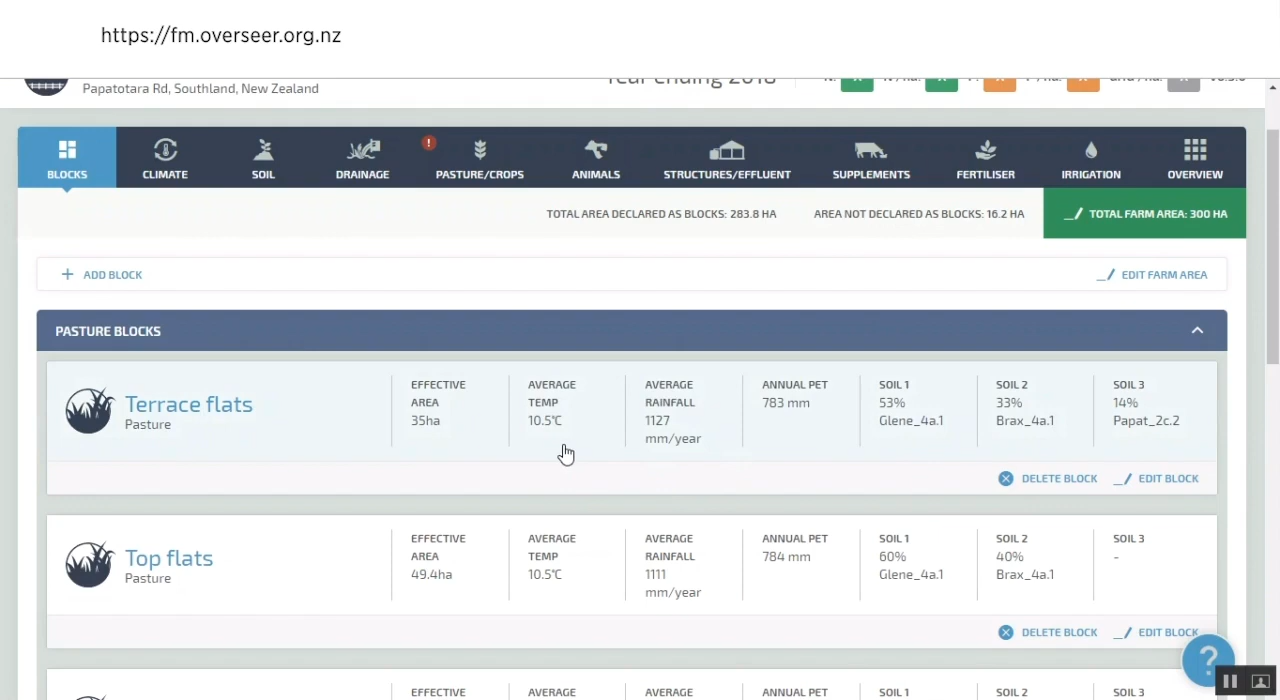 https://fm.overseer.org.nz
Year ending 2018
Papatotara Rd, Southland, New Zealand
BLOCKS CLIMATE SOIL DRAINAGE ! PASTURE/CROPS ANIMALS STRUCTURES/EFFLUENT SUPPLEMENTS FERTILISER IRRIGATION OVERVIEW
TOTAL AREA DECLARED AS BLOCKS: 283.8 HA AREA NOT DECLARED AS BLOCKS: 16.2 HA TOTAL FARM AREA: 300 HA
+ ADD BLOCK EDIT FARM AREA
PASTURE BLOCKS
Terrace flats
Pasture
EFFECTIVE AREA
35ha
AVERAGE TEMP
10.5℃
AVERAGE RAINFALL
1127 mm/year
ANNUAL PET
783 mm
SOIL 1
53%
Glene_4a.1
SOIL 2
33%
Brax_4a.1
SOIL 3
14%
Papat_2c.2
DELETE BLOCK EDIT BLOCK
Top flats
Pasture
EFFECTIVE AREA
49.4ha
AVERAGE TEMP
10.5℃
AVERAGE RAINFALL
1111 mm/year
ANNUAL PET
784 mm
SOIL 1
60%
Glene_4a.1
SOIL 2
40%
Brax_4a.1
SOIL 3
-
DELETE BLOCK EDIT BLOCK
?
EFFECTIVE AVERAGE AVERAGE ANNUAL PET SOIL 1 SOIL 2 SOIL 3